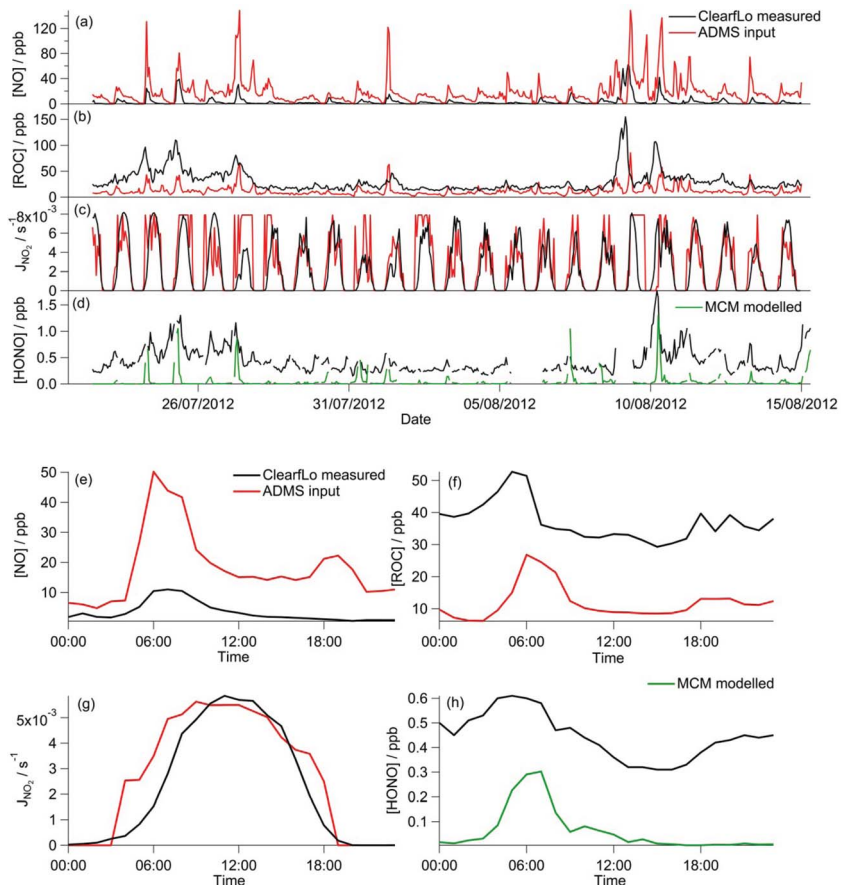 (a)
ClearfLo measured
ADMS input
[NO] / ppb
120
80
40
0
(b)
[ROC] / ppb
150
100
50
0
(c)
J NO2 / s-1
8x10-3
6
4
2
0
(d)
MCM modelled
[HONO] / ppb
1.5
1.0
0.5
0.0
26/07/2012 31/07/2012 05/08/2012 10/08/2012 15/08/2012
Date
(e)
ClearfLo measured
ADMS input
[NO] / ppb
50
40
30
20
10
00:00 06:00 12:00 18:00
Time
(f)
[ROC] / ppb
50
40
30
20
10
00:00 06:00 12:00 18:00
Time
(g)
J NO2 / s-1
5x10-3
4
3
2
1
0
00:00 06:00 12:00 18:00
Time
(h)
MCM modelled
[HONO] / ppb
0.6
0.5
0.4
0.3
0.2
0.1
00:00 06:00 12:00 18:00
Time